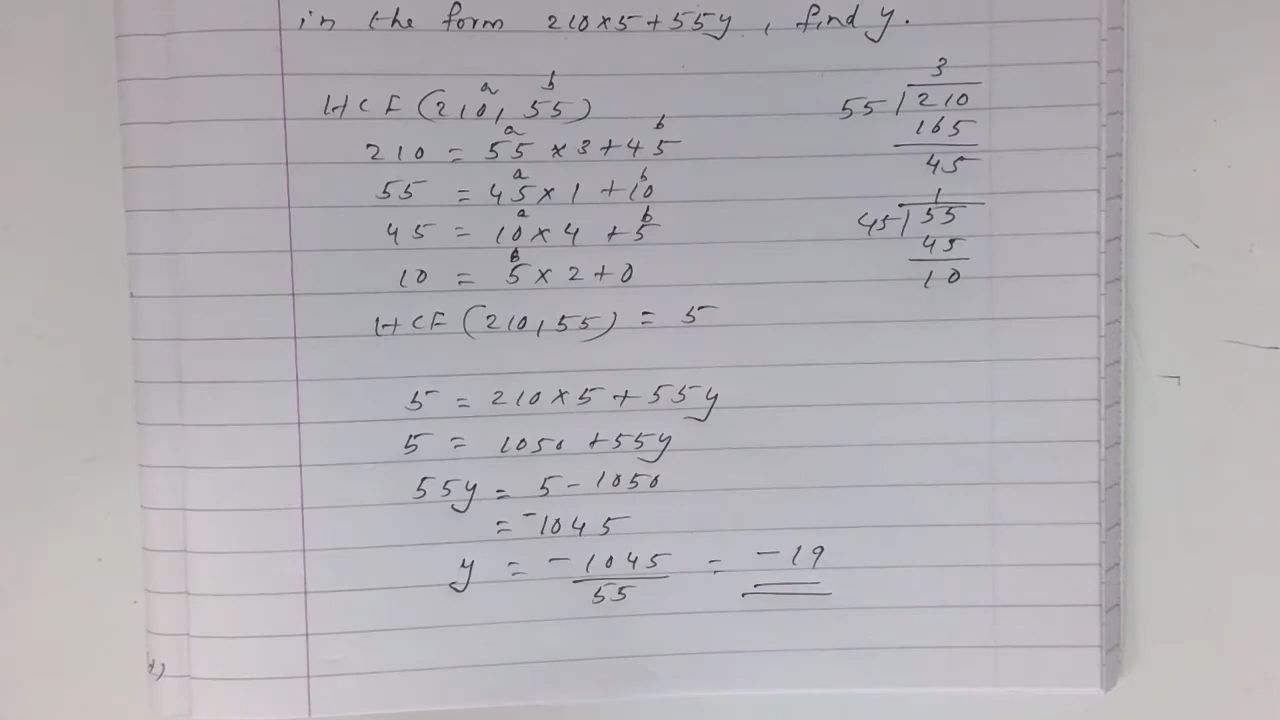 in the form 210×5+55y, find y.
HCF(210, 55)
a b
210 = 55 × 3 + 45
a b
55 = 45 × 1 + 10
a b
45 = 10 × 4 + 5
a b
10 = 5 × 2 + 0
b
HCF(210, 55) = 5
5 = 210 × 5 + 55y
5 = 1050 + 55y
55y = 5 - 1050
= -1045
y = -1045/55 = -19
3
55 ) 210
165
45
1
45 ) 55
45
10